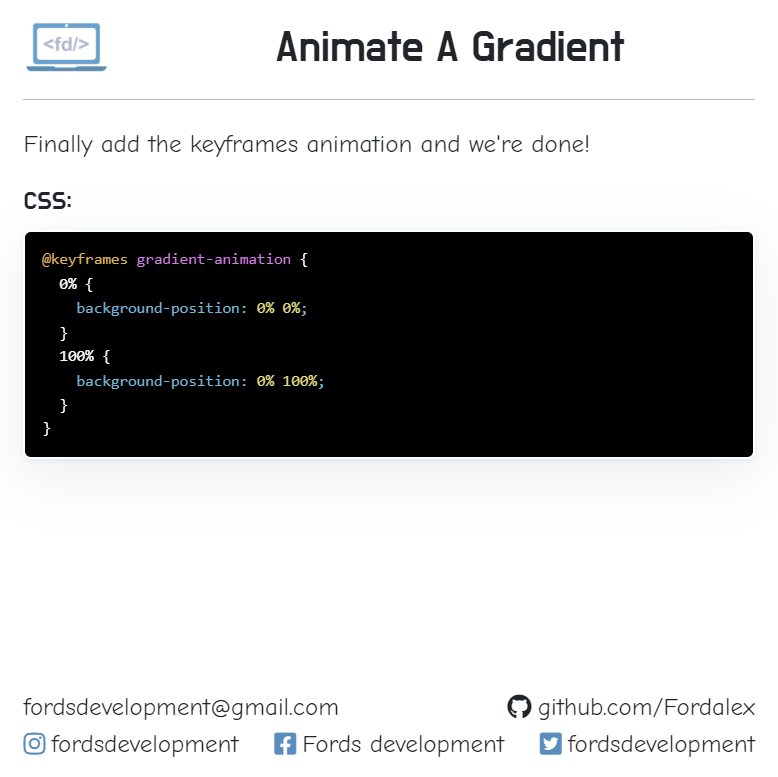 <fd/>
Animate A Gradient
Finally add the keyframes animation and we're done!
CSS:
@keyframes gradient-animation {
0% {
background-position: 0% 0%;
}
100% {
background-position: 0% 100%;
}
}
fordsdevelopment@gmail.com github.com/Fordalex
fordsdevelopment Fords development fordsdevelopment